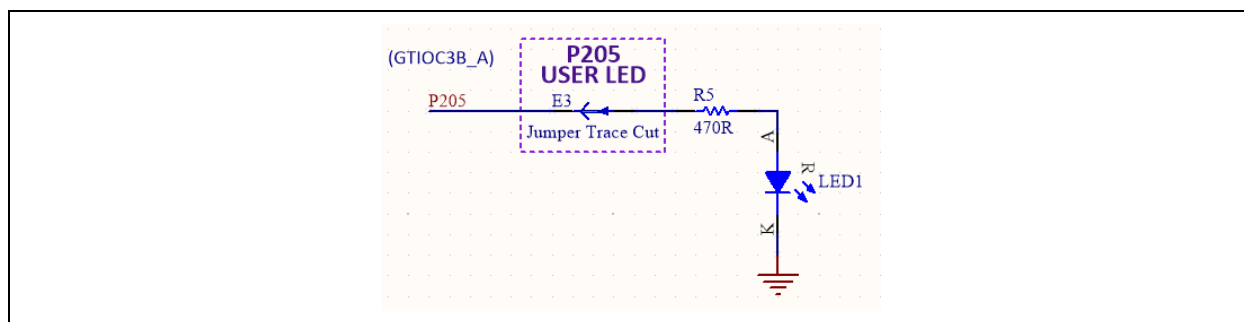 (GTIOC3B_A)
P205
USER LED
P205
E3
Jumper Trace Cut
R5
470R
A
R
LED1
K